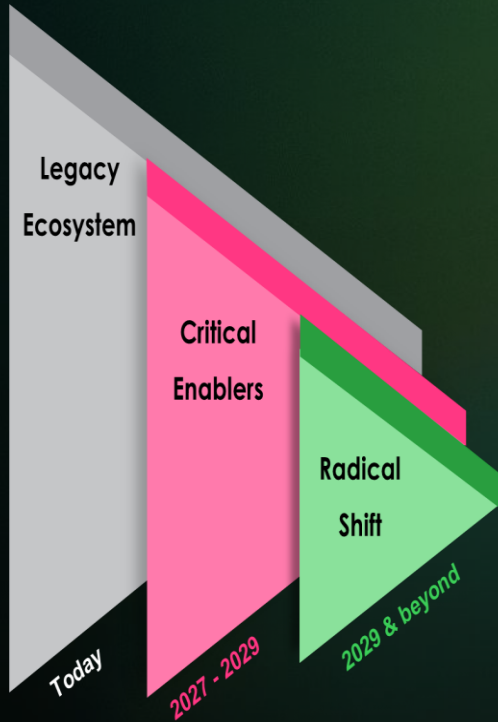 Legacy
Ecosystem
Critical
Enablers
Radical
Shift
Today
2027 - 2029
2029 & beyond